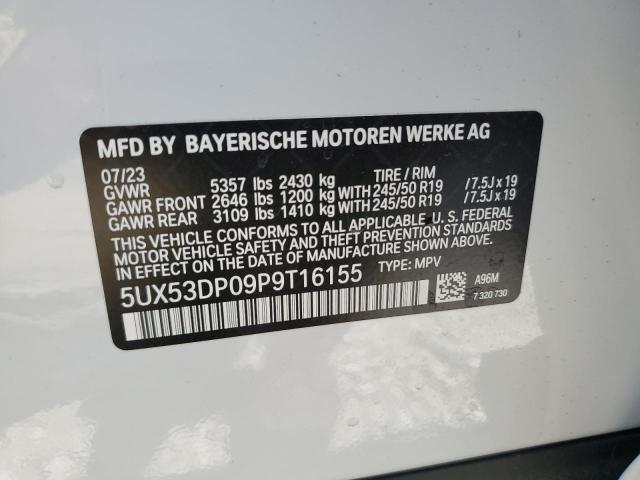 MFD BY BAYERISCHE MOTOREN WERKE AG
07/23 TIRE / RIM
GVWR 5357 lbs 2430 kg
GAWR FRONT 2646 lbs 1200 kg WITH 245/50 R19 / 7.5J x 19
GAWR REAR 3109 lbs 1410 kg WITH 245/50 R19 / 7.5J x 19
THIS VEHICLE CONFORMS TO ALL APPLICABLE U. S. FEDERAL
MOTOR VEHICLE SAFETY AND THEFT PREVENTION STANDARDS
IN EFFECT ON THE DATE OF MANUFACTURE SHOWN ABOVE.
5UX53DP09P9T16155 TYPE: MPV
A96M
7 320 730